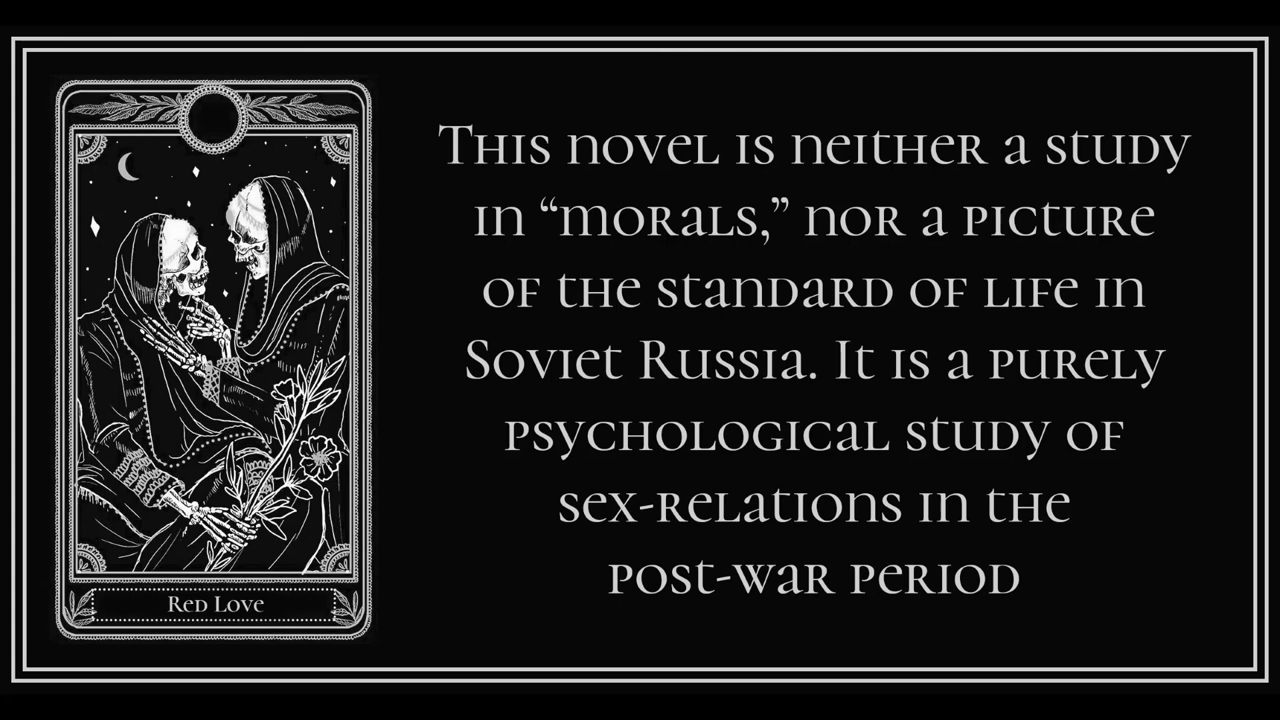 This novel is neither a study
in “morals,” nor a picture
of the standard of life in
Soviet Russia. It is a purely
psychological study of
sex-relations in the
post-war period
Red Love